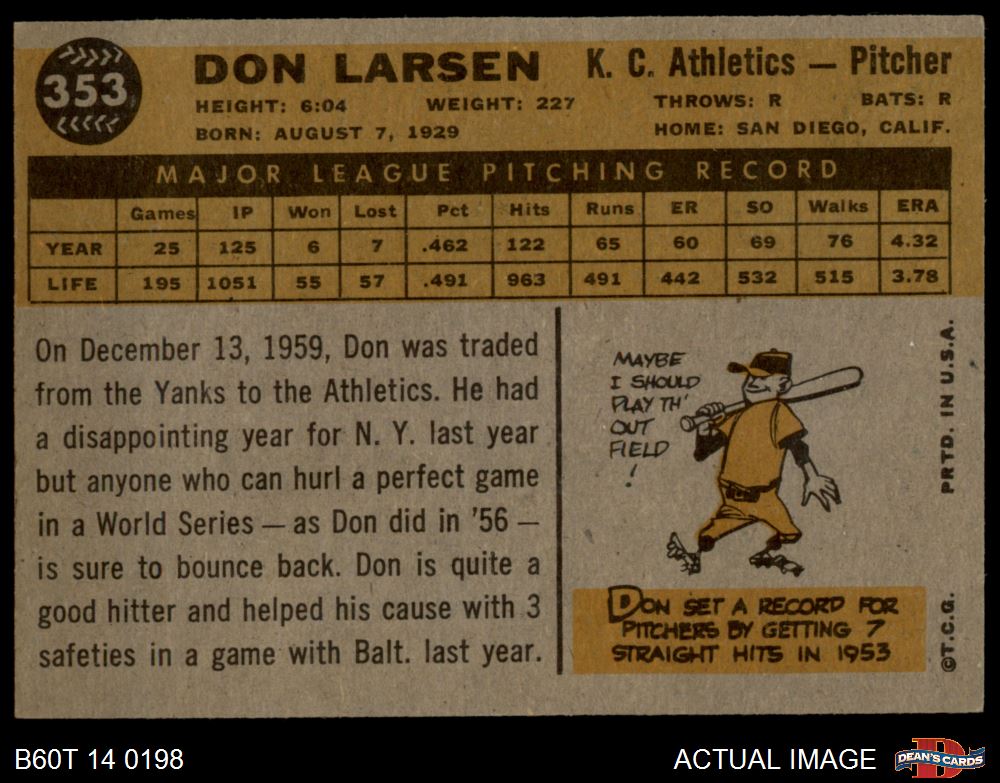 353
DON LARSEN K. C. Athletics — Pitcher
HEIGHT: 6:04 WEIGHT: 227 THROWS: R BATS: R
BORN: AUGUST 7, 1929 HOME: SAN DIEGO, CALIF.
MAJOR LEAGUE PITCHING RECORD
Games IP Won Lost Pct Hits Runs ER SO Walks ERA
YEAR 25 125 6 7 .462 122 65 60 69 76 4.32
LIFE 195 1051 55 57 .491 963 491 442 532 515 3.78
On December 13, 1959, Don was traded
from the Yanks to the Athletics. He had
a disappointing year for N. Y. last year
but anyone who can hurl a perfect game
in a World Series — as Don did in '56 —
is sure to bounce back. Don is quite a
good hitter and helped his cause with 3
safeties in a game with Balt. last year.
MAYBE
I SHOULD
PLAY TH'
OUT
FIELD
!
DON SET A RECORD FOR
PITCHERS BY GETTING 7
STRAIGHT HITS IN 1953
©T.C.G. PRTD. IN U.S.A.
B60T 14 0198 ACTUAL IMAGE
D
DEAN'S CARDS